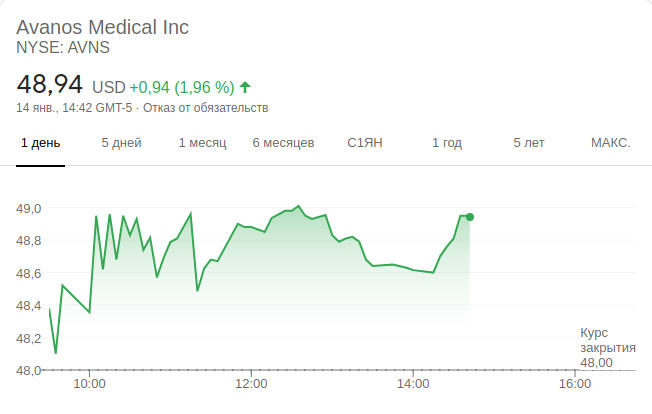 Avanos Medical Inc
NYSE: AVNS
48,94 USD +0,94 (1,96 %)
14 янв., 14:42 GMT-5 · Отказ от обязательств
1 день 5 дней 1 месяц 6 месяцев С1ЯН 1 год 5 лет МАКС.
49,0
48,8
48,6
48,4
48,2
48,0
Курс
закрытия
48,00
10:00 12:00 14:00 16:00